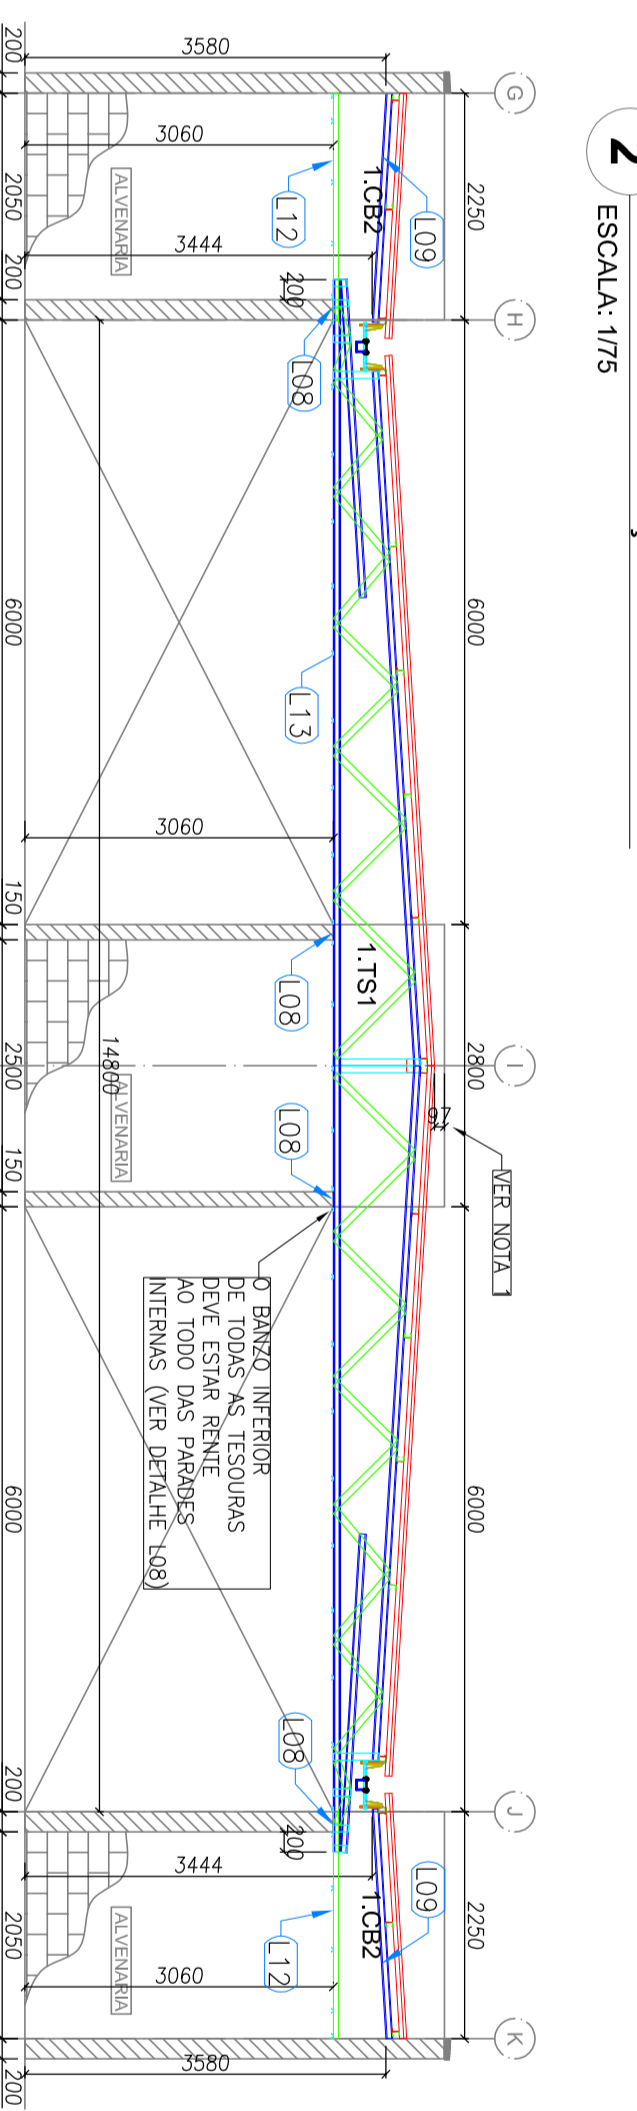 2
ESCALA: 1/75
G
H
I
J
K
2250
6000
2800
6000
2250
VER NOTA 1
97
3580
3060
3444
L12
1.CB2
L09
ALVENARIA
200
L08
L13
3060
L08
1.TS1
14800
ALVENARIA
L08
O BANZO INFERIOR
DE TODAS AS TESOURAS
DEVE ESTAR RENTE
AO TODO DAS PARADES
INTERNAS (VER DETALHE L08)
L08
200
3444
1.CB2
L09
L12
3060
3580
ALVENARIA
200
2050
200
6000
150
2500
150
6000
200
2050
200